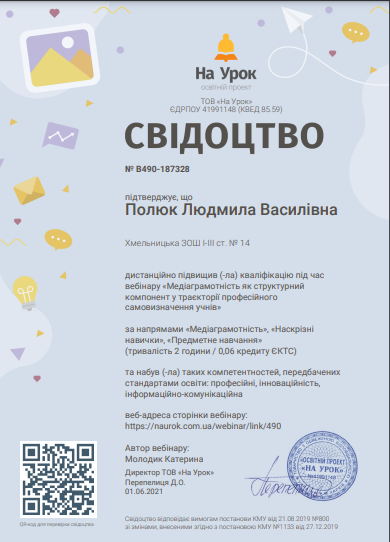 На Урок
освітній проект
ТОВ «На Урок»
ЄДРПОУ 41991148 (КВЕД 85.59)
СВІДОЦТВО
№ B490-187328
підтверджує, що
Полюк Людмила Василівна
Хмельницька ЗОШ І-ІІІ ст. № 14
дистанційно підвищив (-ла) кваліфікацію під час
вебінару «Медіаграмотність як структурний
компонент у траєкторії професійного
самовизначення учнів»
за напрямами «Медіаграмотність», «Наскрізні
навички», «Предметне навчання»
(тривалість 2 години / 0,06 кредиту ЄКТС)
та набув (-ла) таких компетентностей, передбачених
стандартами освіти: професійні, інноваційність,
інформаційно-комунікаційна
веб-адреса сторінки вебінару:
https://naurok.com.ua/webinar/link/490
Автор вебінару:
Молодик Катерина
Директор ТОВ «На Урок»
Перепелиця Д.О.
01.06.2021
ОСВІТНІЙ ПРОЕКТ
«НА УРОК»
№41991148
QR-код для перевірки свідоцтва
Свідоцтво відповідає вимогам постанови КМУ від 21.08.2019 №800
зі змінами, внесеними згідно з постановою КМУ №1133 від 27.12.2019